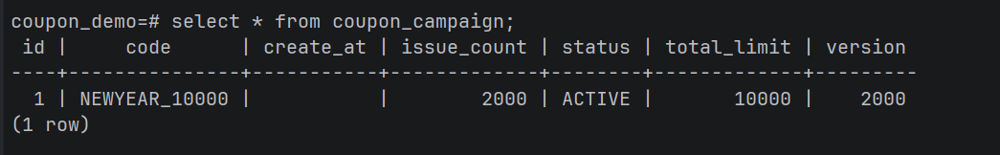 coupon_demo=# select * from coupon_campaign;
 id |     code      | create_at | issue_count | status | total_limit | version
----+---------------+-----------+-------------+--------+-------------+---------
  1 | NEWYEAR_10000 |           |        2000 | ACTIVE |       10000 |    2000
(1 row)